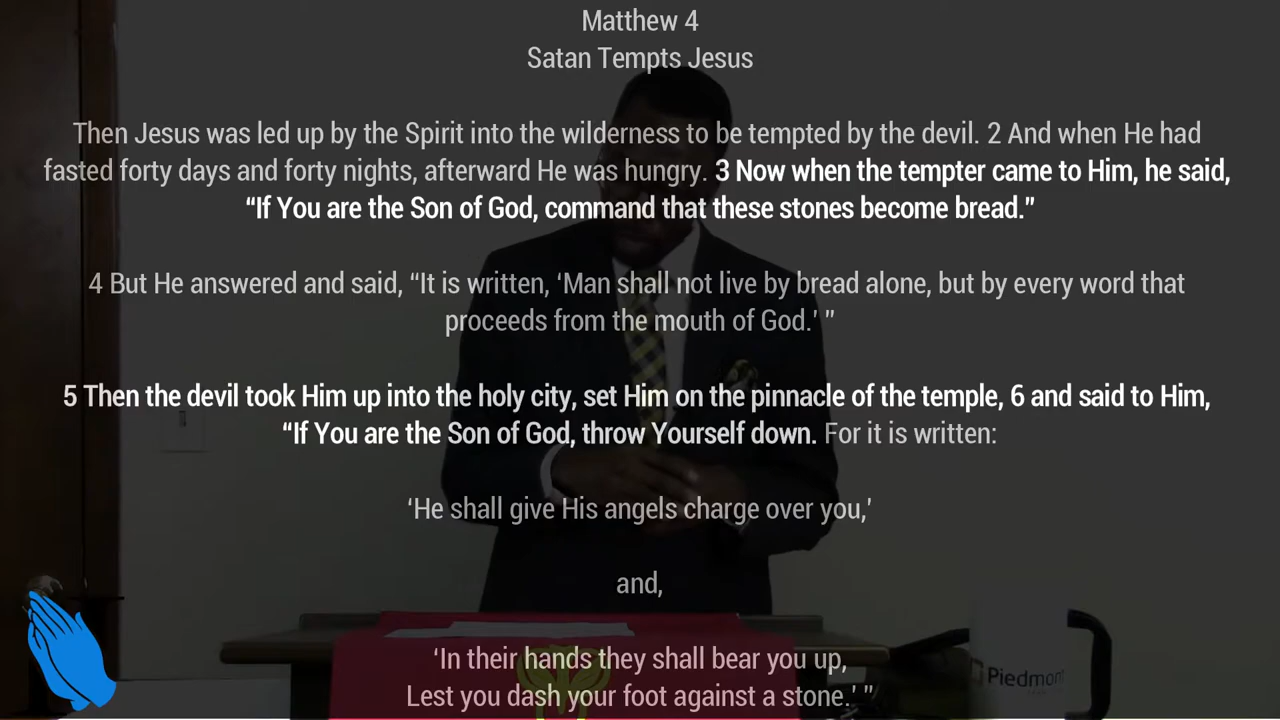 Matthew 4
Satan Tempts Jesus
Then Jesus was led up by the Spirit into the wilderness to be tempted by the devil. 2 And when He had
fasted forty days and forty nights, afterward He was hungry. 3 Now when the tempter came to Him, he said,
“If You are the Son of God, command that these stones become bread.”
4 But He answered and said, “It is written, ‘Man shall not live by bread alone, but by every word that
proceeds from the mouth of God.’ ”
5 Then the devil took Him up into the holy city, set Him on the pinnacle of the temple, 6 and said to Him,
“If You are the Son of God, throw Yourself down. For it is written:
‘He shall give His angels charge over you,’
and,
‘In their hands they shall bear you up,
Lest you dash your foot against a stone.’ ”
Piedmont